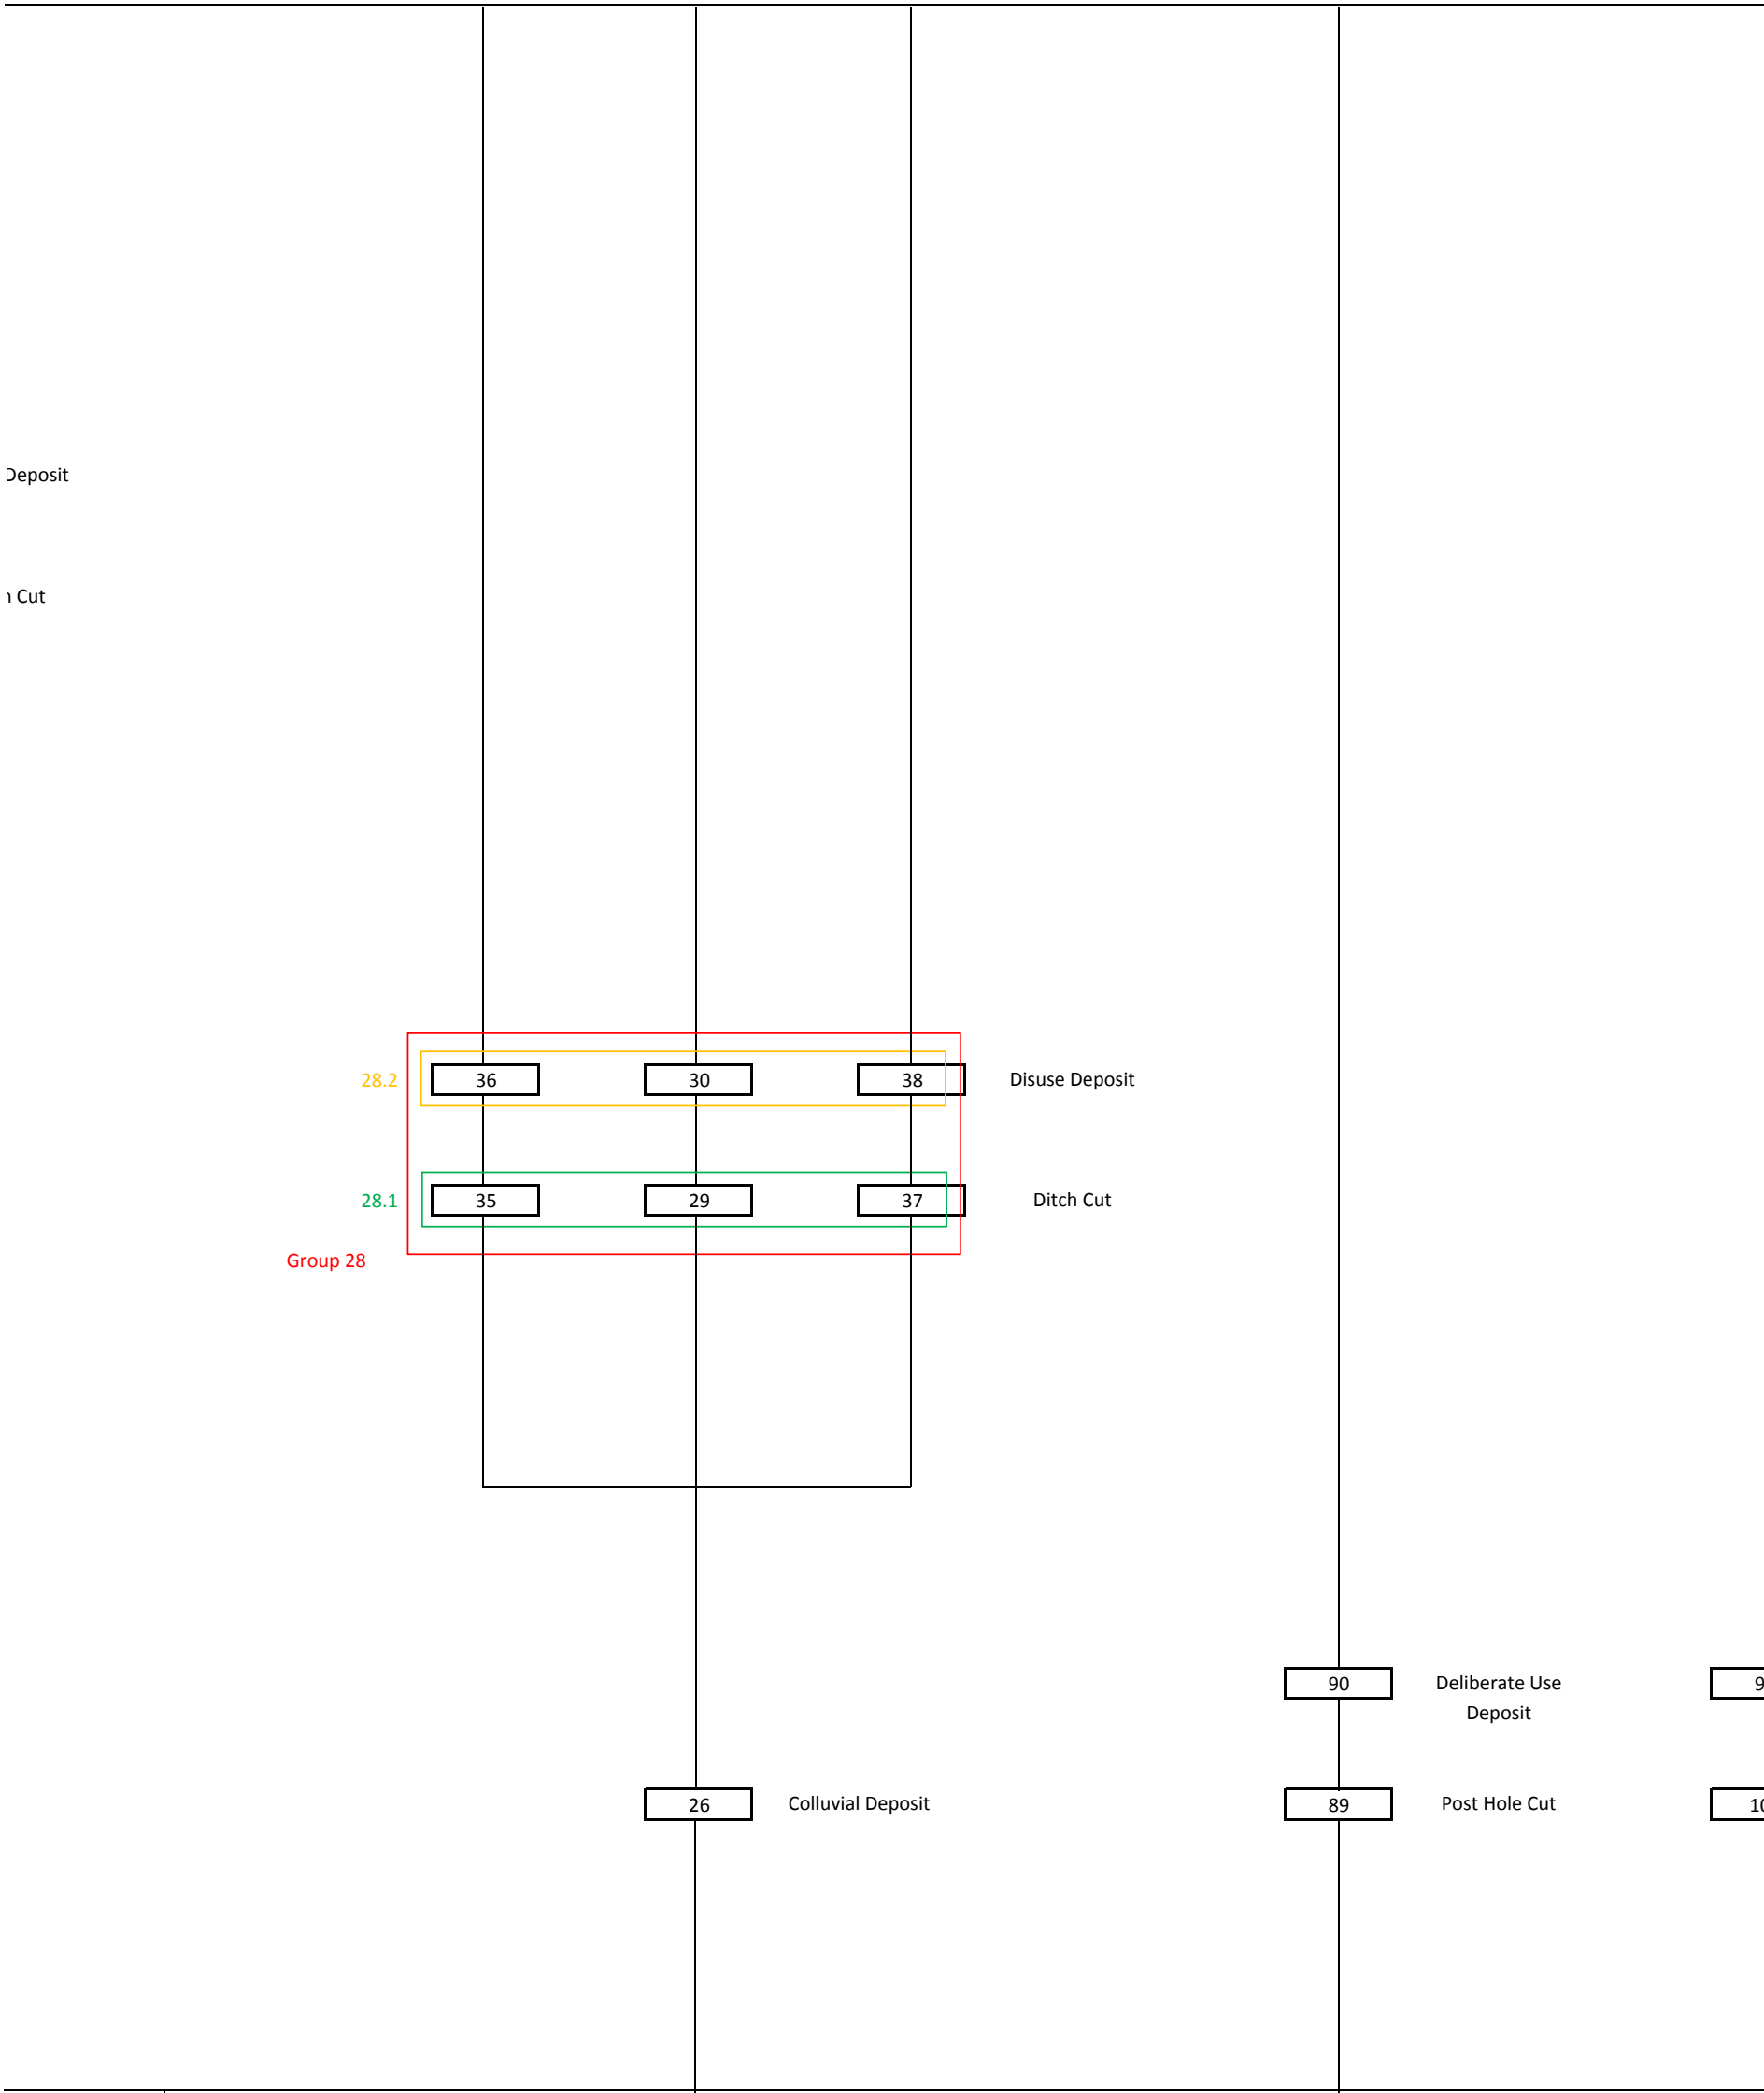 Deposit
Cut
28.2 36 30 38 Disuse Deposit
28.1 35 29 37 Ditch Cut
Group 28
90 Deliberate Use
Deposit
26 Colluvial Deposit 89 Post Hole Cut